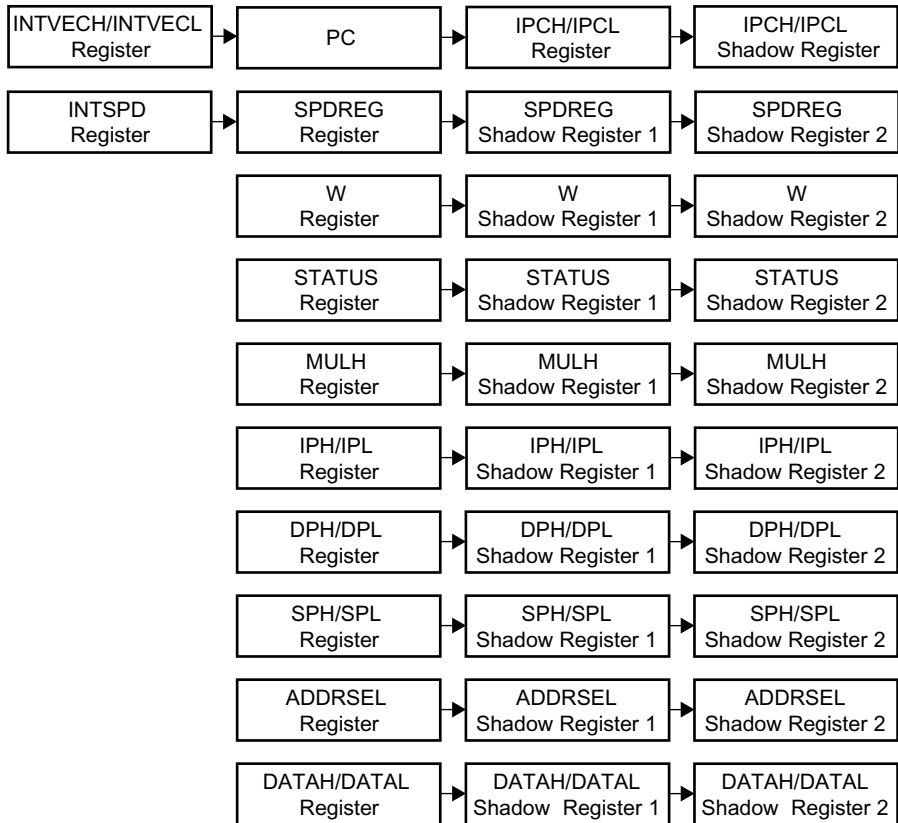 INTVECH/INTVECL
Register
PC
IPCH/IPCL
Register
IPCH/IPCL
Shadow Register
INTSPD
Register
SPDREG
Register
SPDREG
Shadow Register 1
SPDREG
Shadow Register 2
W
Register
W
Shadow Register 1
W
Shadow Register 2
STATUS
Register
STATUS
Shadow Register 1
STATUS
Shadow Register 2
MULH
Register
MULH
Shadow Register 1
MULH
Shadow Register 2
IPH/IPL
Register
IPH/IPL
Shadow Register 1
IPH/IPL
Shadow Register 2
DPH/DPL
Register
DPH/DPL
Shadow Register 1
DPH/DPL
Shadow Register 2
SPH/SPL
Register
SPH/SPL
Shadow Register 1
SPH/SPL
Shadow Register 2
ADDRSEL
Register
ADDRSEL
Shadow Register 1
ADDRSEL
Shadow Register 2
DATAH/DATAL
Register
DATAH/DATAL
Shadow Register 1
DATAH/DATAL
Shadow Register 2